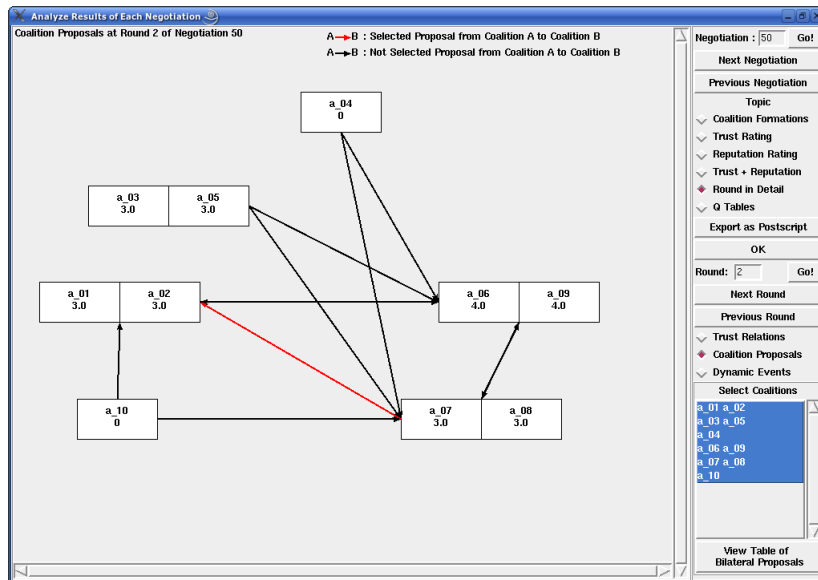 Analyze Results of Each Negotiation
Coalition Proposals at Round 2 of Negotiation 50
A B : Selected Proposal from Coalition A to Coalition B
A B : Not Selected Proposal from Coalition A to Coalition B
a_04
0
a_03 a_05
3.0 3.0
a_01 a_02
3.0 3.0
a_06 a_09
4.0 4.0
a_10
0
a_07 a_08
3.0 3.0
Negotiation : 50 Go!
Next Negotiation
Previous Negotiation
Topic
Coalition Formations
Trust Rating
Reputation Rating
Trust + Reputation
Round in Detail
Q Tables
Export as Postscript
OK
Round: 2 Go!
Next Round
Previous Round
Trust Relations
Coalition Proposals
Dynamic Events
Select Coalitions
a_01 a_02
a_03 a_05
a_04
a_06 a_09
a_07 a_08
a_10
View Table of
Bilateral Proposals